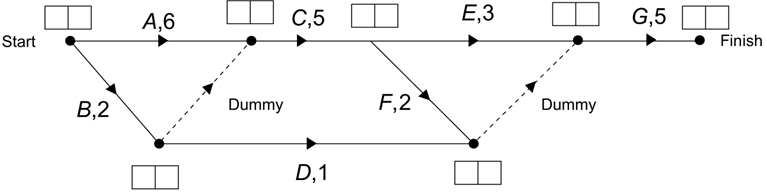 A,6
C,5
E,3
G,5
Start
Finish
B,2
Dummy
F,2
Dummy
D,1